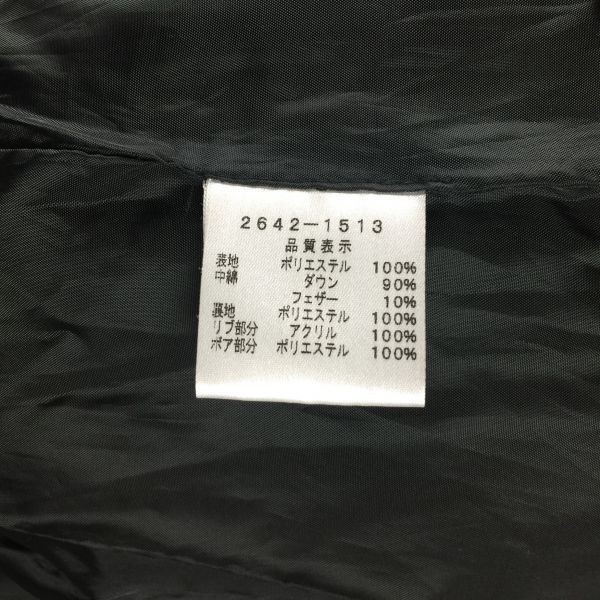 2642-1513
品質表示
表地 ポリエステル 100%
中綿 ダウン 90%
フェザー 10%
裏地 ポリエステル 100%
リブ部分 アクリル 100%
ボア部分 ポリエステル 100%